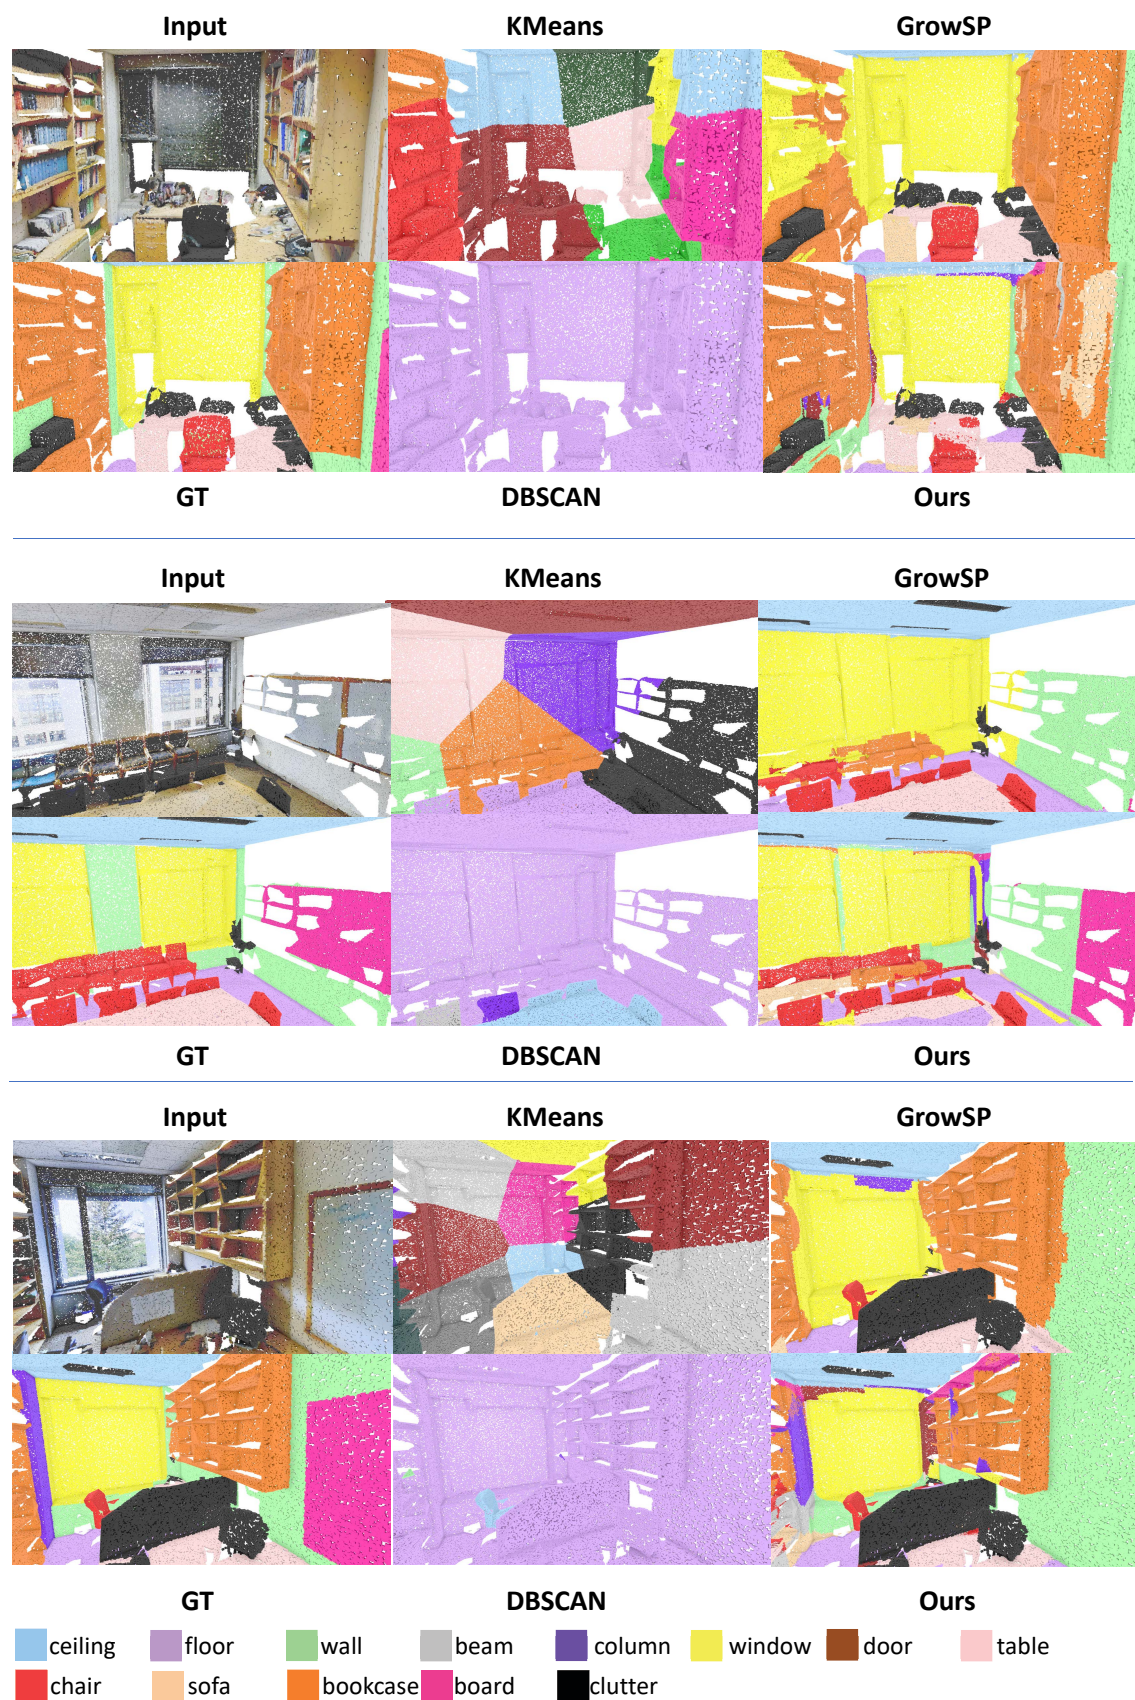 Input KMeans GrowSP
GT DBSCAN Ours
Input KMeans GrowSP
GT DBSCAN Ours
Input KMeans GrowSP
GT DBSCAN Ours
ceiling floor wall beam column window door table
chair sofa bookcase board clutter